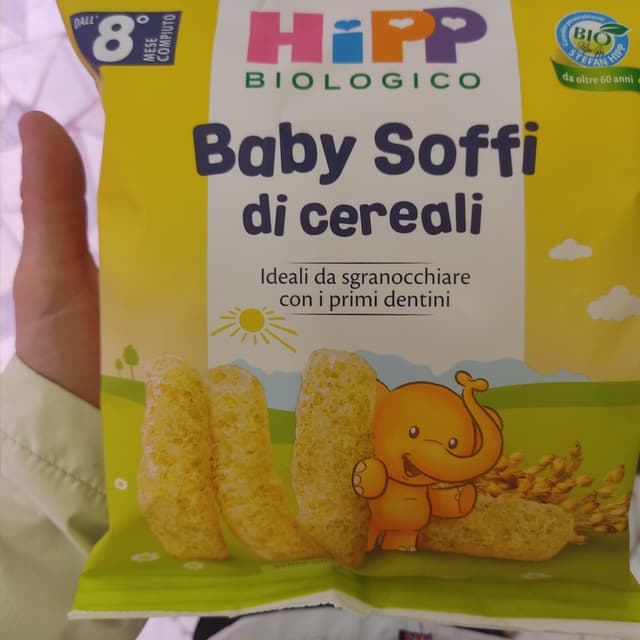 DALL'
8°
MESE
COMPIUTO
HiPP
BIOLOGICO
BIO
STEFAN HIPP
da oltre 60 anni
Baby Soffi
di cereali
Ideali da sgranocchiare
con i primi dentini